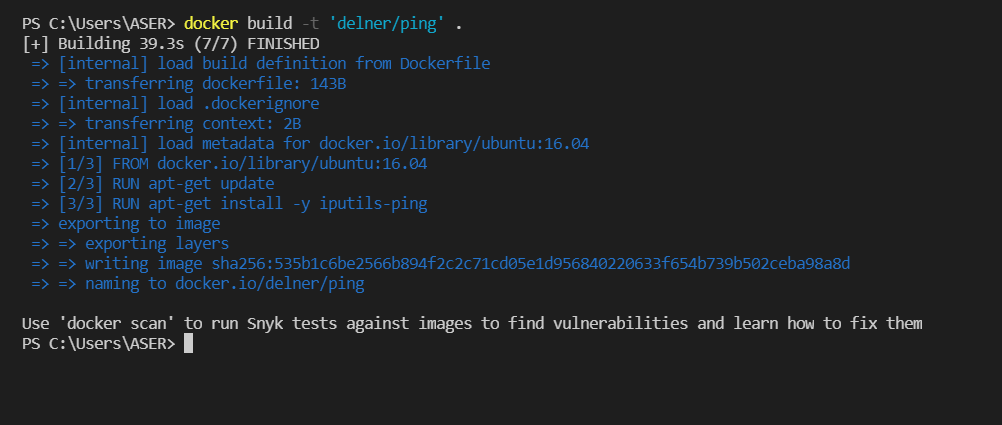 PS C:\Users\ASER> docker build -t 'delner/ping' .
[+] Building 39.3s (7/7) FINISHED
=> [internal] load build definition from Dockerfile
=> => transferring dockerfile: 143B
=> [internal] load .dockerignore
=> => transferring context: 2B
=> [internal] load metadata for docker.io/library/ubuntu:16.04
=> [1/3] FROM docker.io/library/ubuntu:16.04
=> [2/3] RUN apt-get update
=> [3/3] RUN apt-get install -y iputils-ping
=> exporting to image
=> => exporting layers
=> => writing image sha256:535b1c6be2566b894f2c2c71cd05e1d956840220633f654b739b502ceba98a8d
=> => naming to docker.io/delner/ping
Use 'docker scan' to run Snyk tests against images to find vulnerabilities and learn how to fix them
PS C:\Users\ASER>